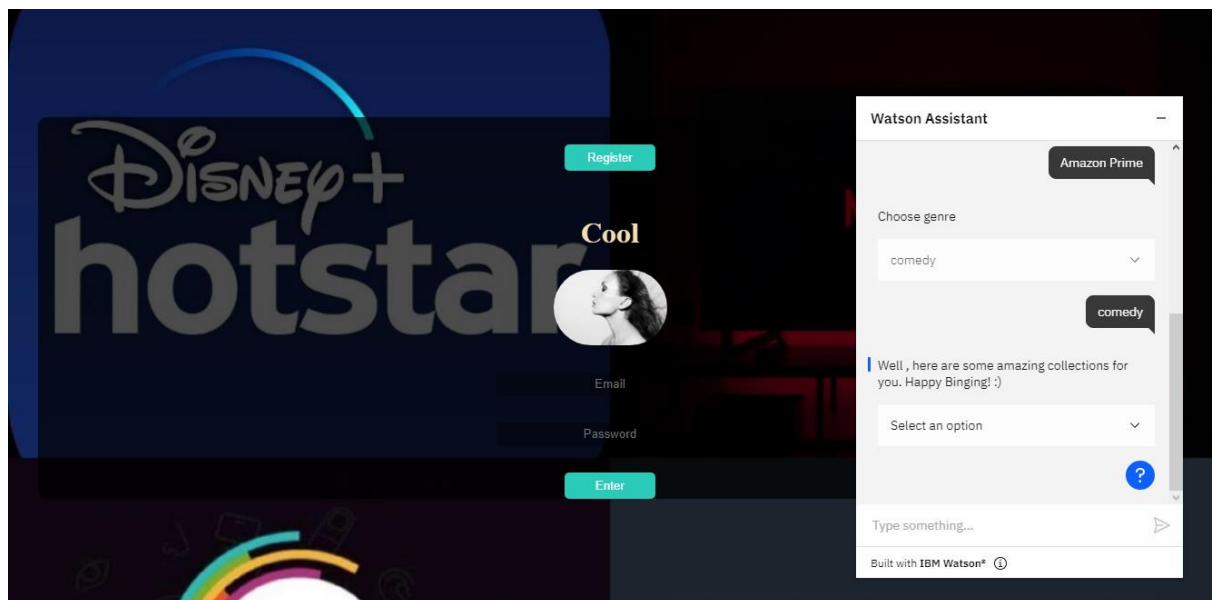 Disney+
hotstar
Register
Cool
Email
Password
Enter
Watson Assistant
Amazon Prime
Choose genre
comedy
comedy
Well , here are some amazing collections for
you. Happy Binging! :)
Select an option
?
Type something...
Built with IBM Watson®